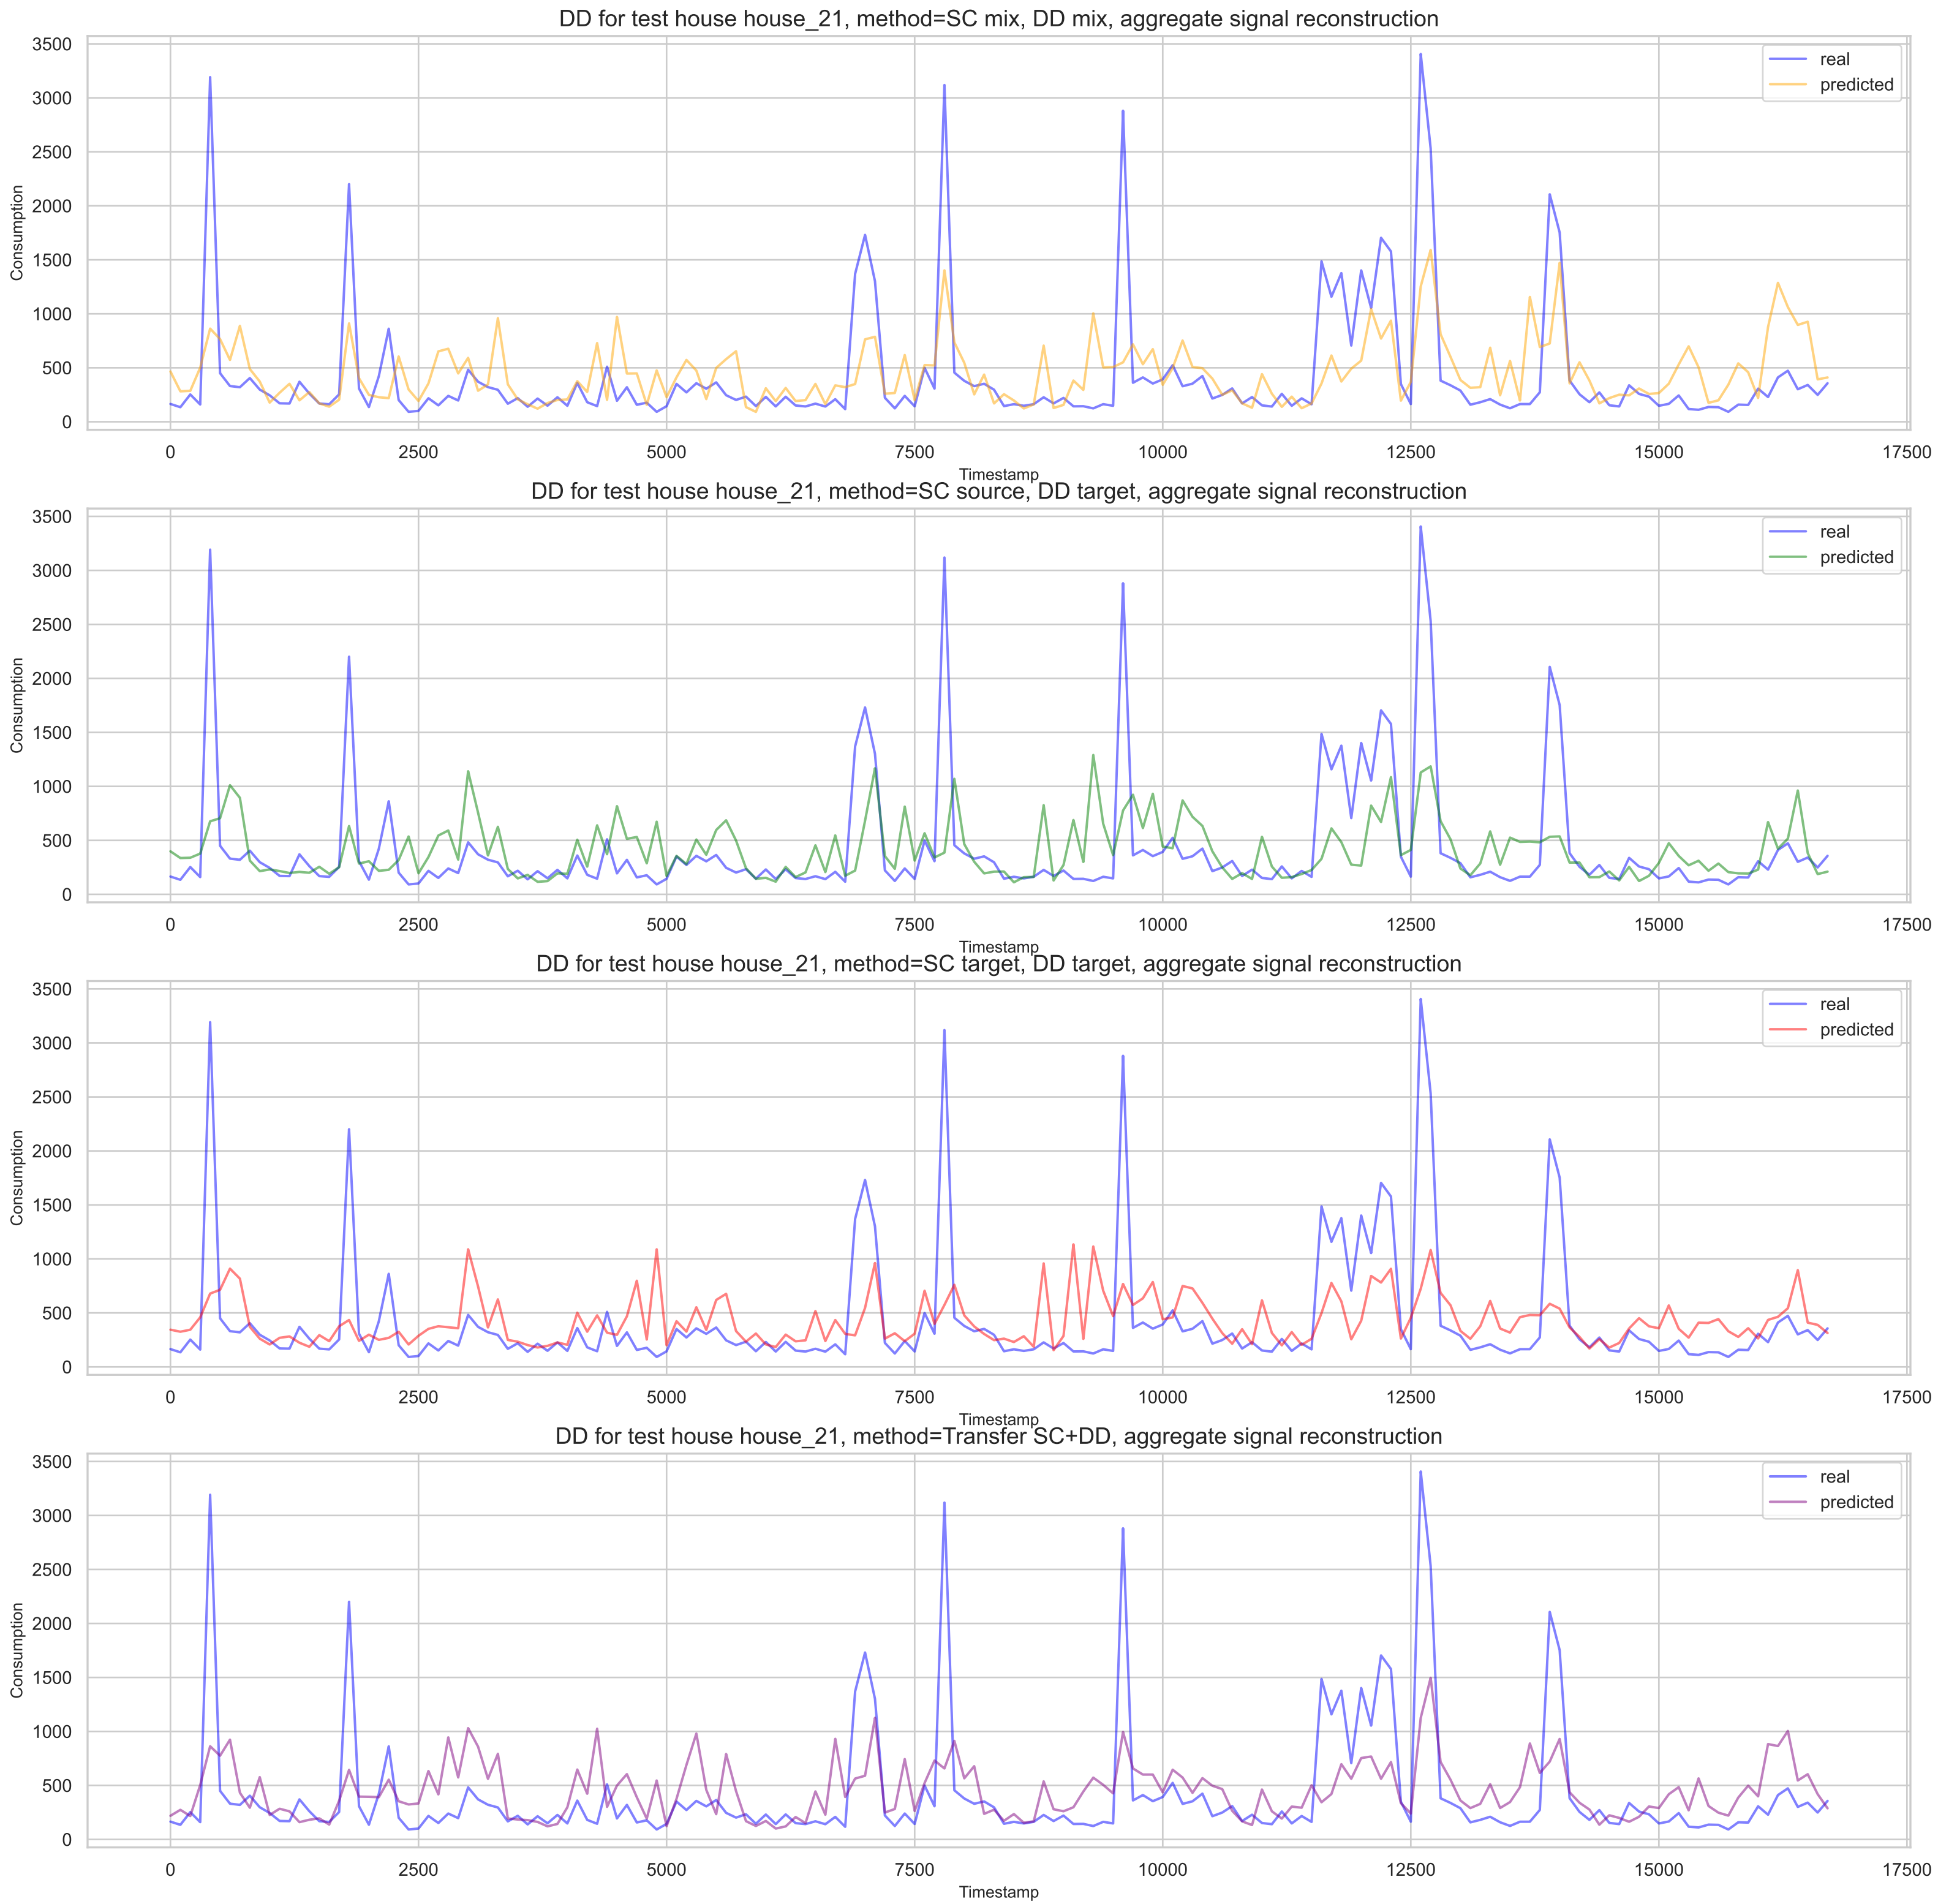 DD for test house house_21, method=SC mix, DD mix, aggregate signal reconstruction
3500
3000
2500
2000
1500
1000
500
0
Consumption
real
predicted
0 2500 5000 7500 10000 12500 15000 17500
Timestamp
DD for test house house_21, method=SC source, DD target, aggregate signal reconstruction
3500
3000
2500
2000
1500
1000
500
0
Consumption
real
predicted
0 2500 5000 7500 10000 12500 15000 17500
Timestamp
DD for test house house_21, method=SC target, DD target, aggregate signal reconstruction
3500
3000
2500
2000
1500
1000
500
0
Consumption
real
predicted
0 2500 5000 7500 10000 12500 15000 17500
Timestamp
DD for test house house_21, method=Transfer SC+DD, aggregate signal reconstruction
3500
3000
2500
2000
1500
1000
500
0
Consumption
real
predicted
0 2500 5000 7500 10000 12500 15000 17500
Timestamp